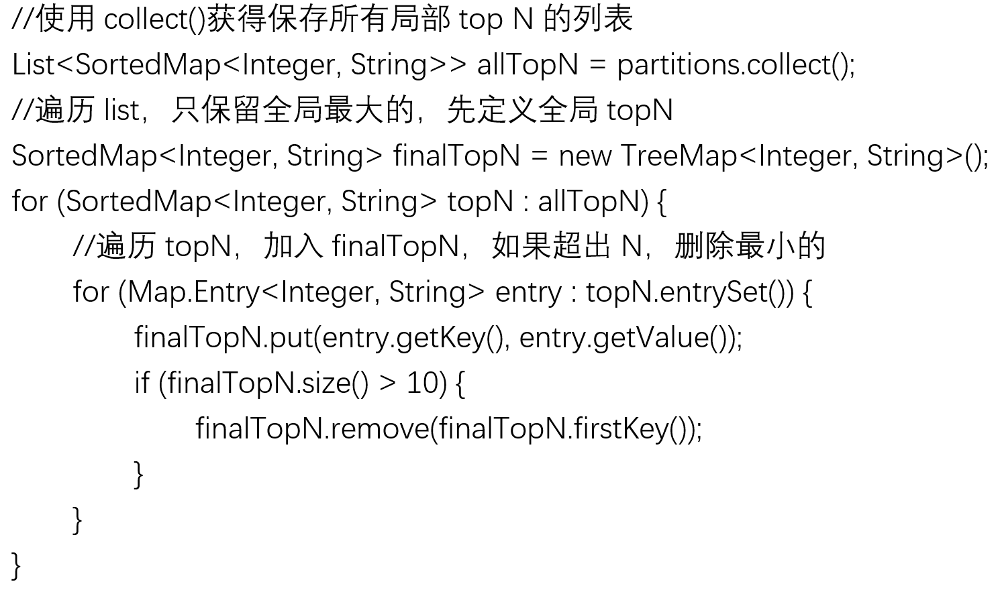 //使用 collect()获得保存所有局部 top N 的列表
List<SortedMap<Integer, String>> allTopN = partitions.collect();
//遍历 list，只保留全局最大的，先定义全局 topN
SortedMap<Integer, String> finalTopN = new TreeMap<Integer, String>();
for (SortedMap<Integer, String> topN : allTopN) {
//遍历 topN，加入 finalTopN，如果超出 N，删除最小的
for (Map.Entry<Integer, String> entry : topN.entrySet()) {
finalTopN.put(entry.getKey(), entry.getValue());
if (finalTopN.size() > 10) {
finalTopN.remove(finalTopN.firstKey());
}
}
}